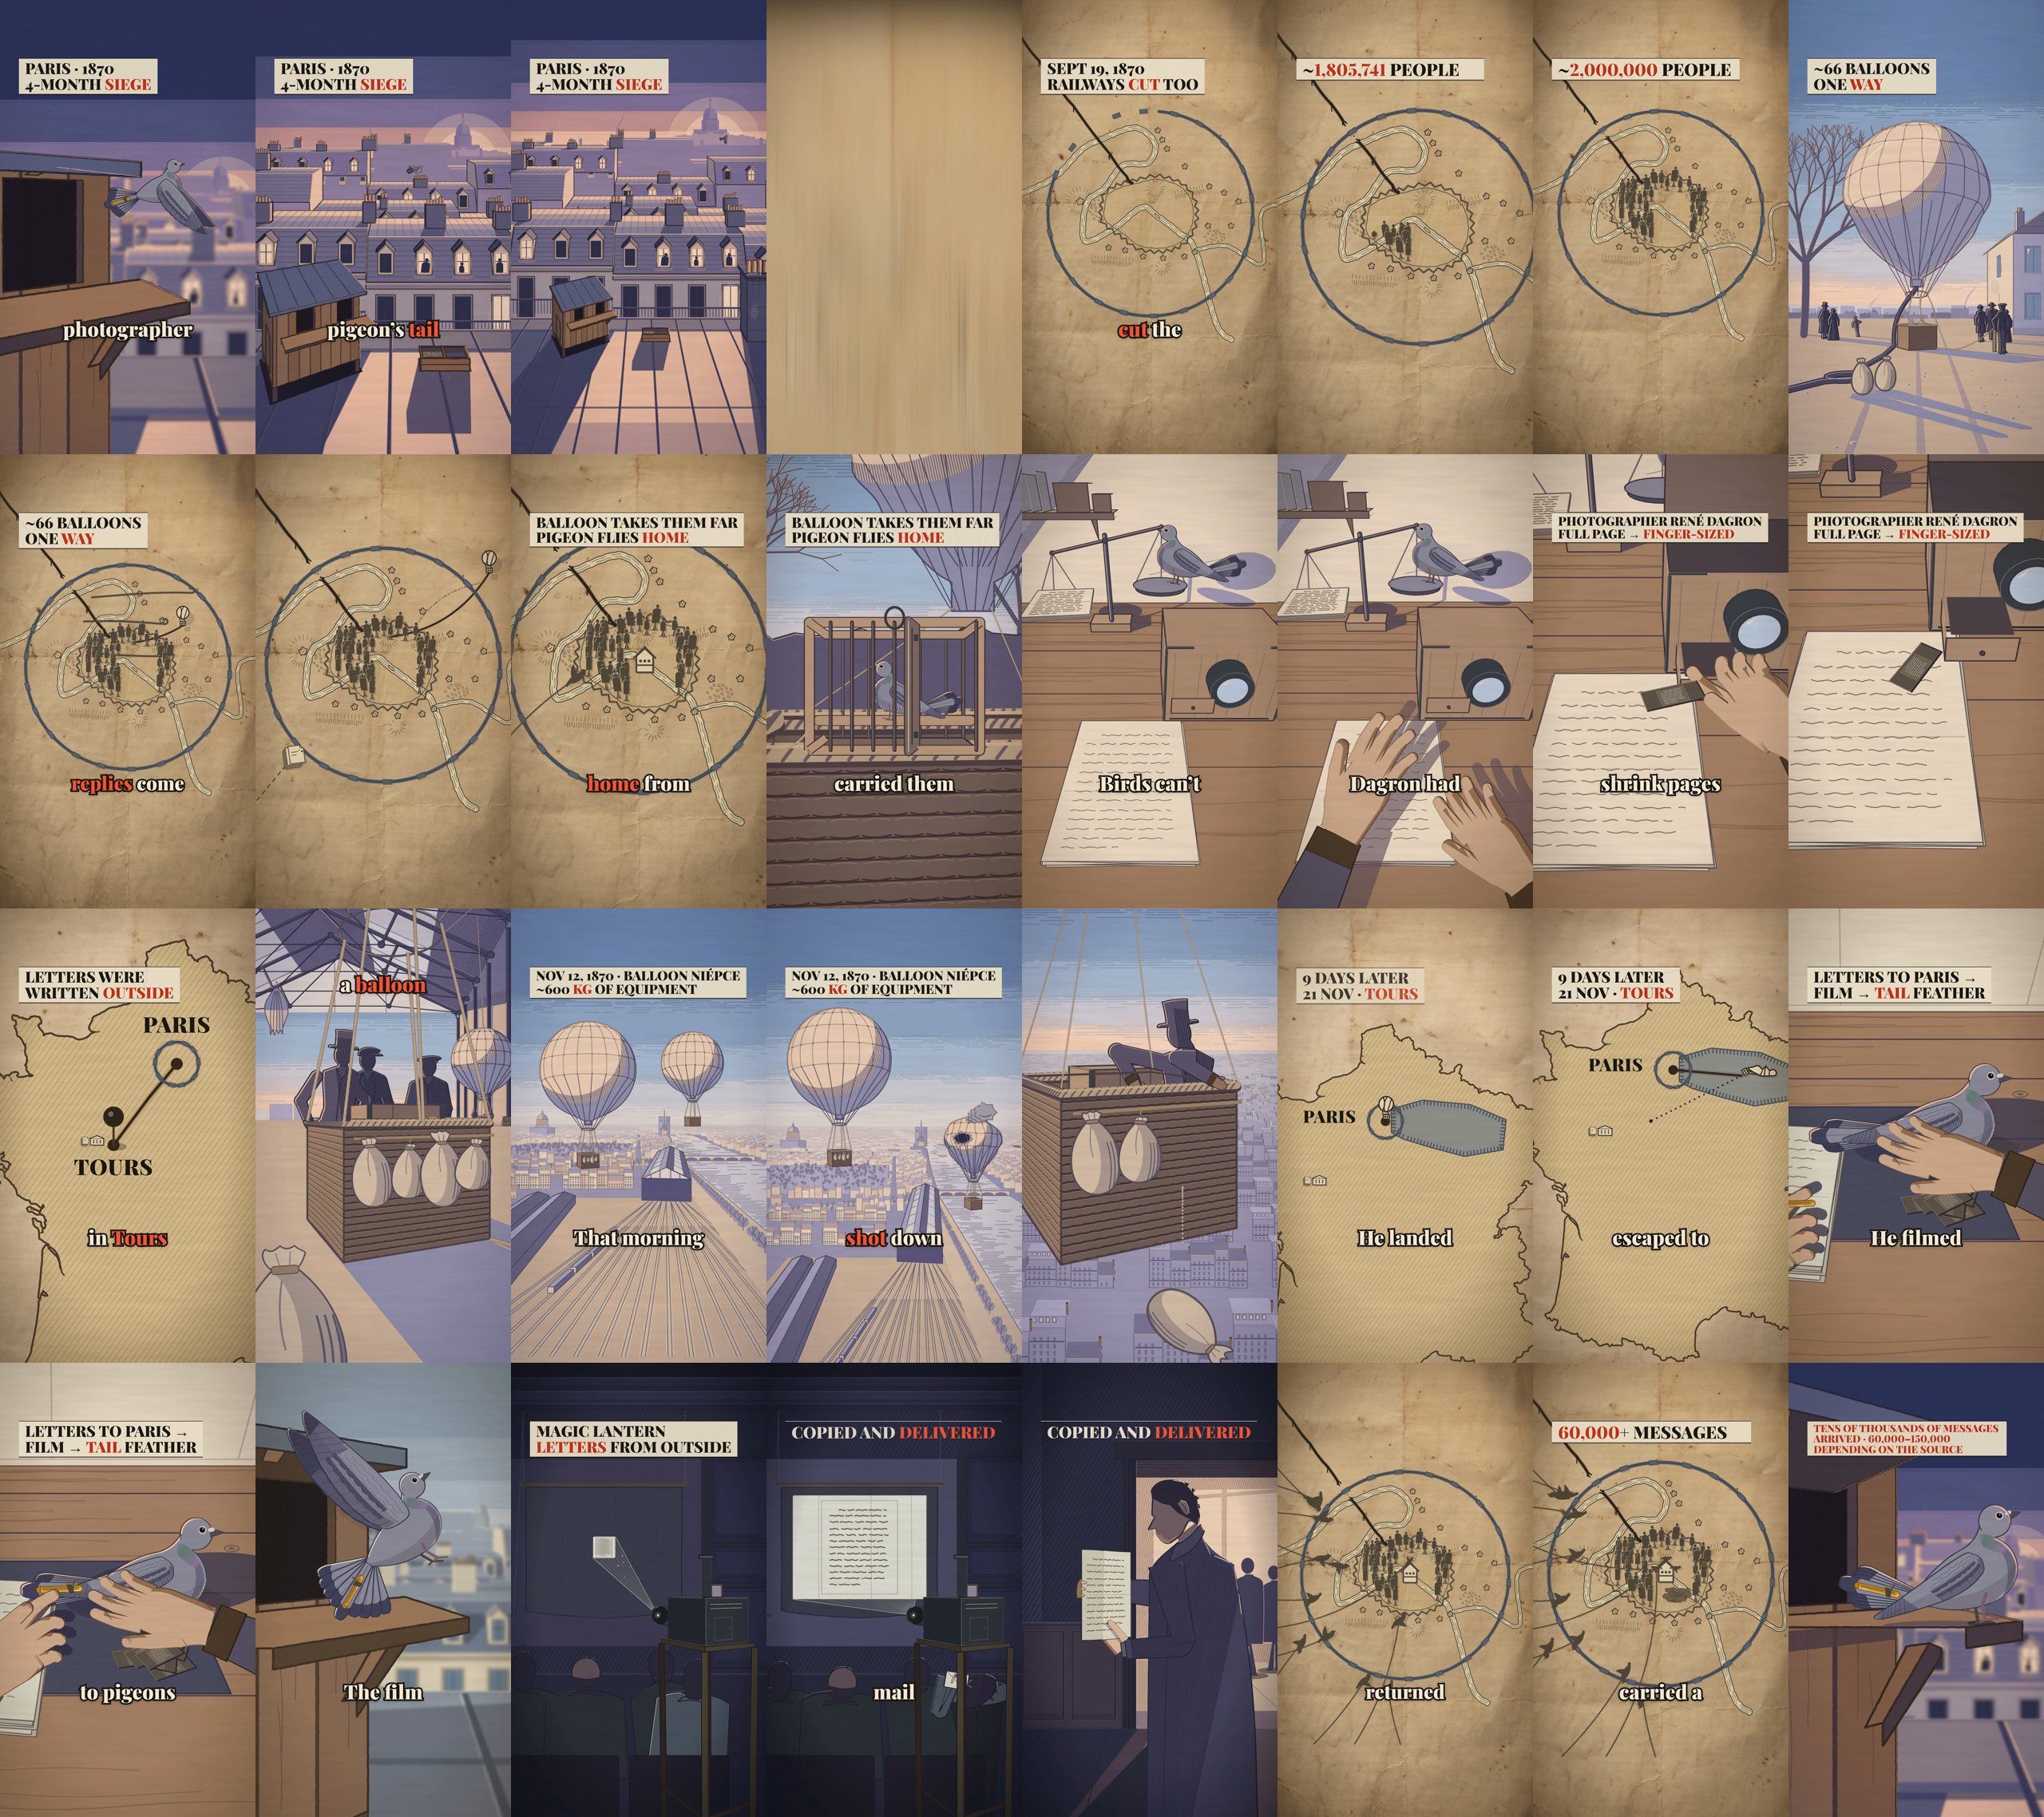 PARIS · 1870
4-MONTH SIEGE
photographer
PARIS · 1870
4-MONTH SIEGE
pigeon's tail
PARIS · 1870
4-MONTH SIEGE
SEPT 19, 1870
RAILWAYS CUT TOO
cut the
~1,805,741 PEOPLE
~2,000,000 PEOPLE
~66 BALLOONS
ONE WAY
~66 BALLOONS
ONE WAY
replies come
BALLOON TAKES THEM FAR
PIGEON FLIES HOME
home from
BALLOON TAKES THEM FAR
PIGEON FLIES HOME
carried them
Birds can't
Dagron had
PHOTOGRAPHER RENÉ DAGRON
FULL PAGE → FINGER-SIZED
shrink pages
PHOTOGRAPHER RENÉ DAGRON
FULL PAGE → FINGER-SIZED
LETTERS WERE
WRITTEN OUTSIDE
PARIS
TOURS
in Tours
a balloon
NOV 12, 1870 · BALLOON NIÉPCE
~600 KG OF EQUIPMENT
That morning
NOV 12, 1870 · BALLOON NIÉPCE
~600 KG OF EQUIPMENT
shot down
9 DAYS LATER
21 NOV · TOURS
PARIS
He landed
9 DAYS LATER
21 NOV · TOURS
PARIS
escaped to
LETTERS TO PARIS →
FILM → TAIL FEATHER
He filmed
LETTERS TO PARIS →
FILM → TAIL FEATHER
to pigeons
The film
MAGIC LANTERN
LETTERS FROM OUTSIDE
COPIED AND DELIVERED
mail
COPIED AND DELIVERED
returned
60,000+ MESSAGES
carried a
TENS OF THOUSANDS OF MESSAGES
ARRIVED · 60,000–150,000
DEPENDING ON THE SOURCE